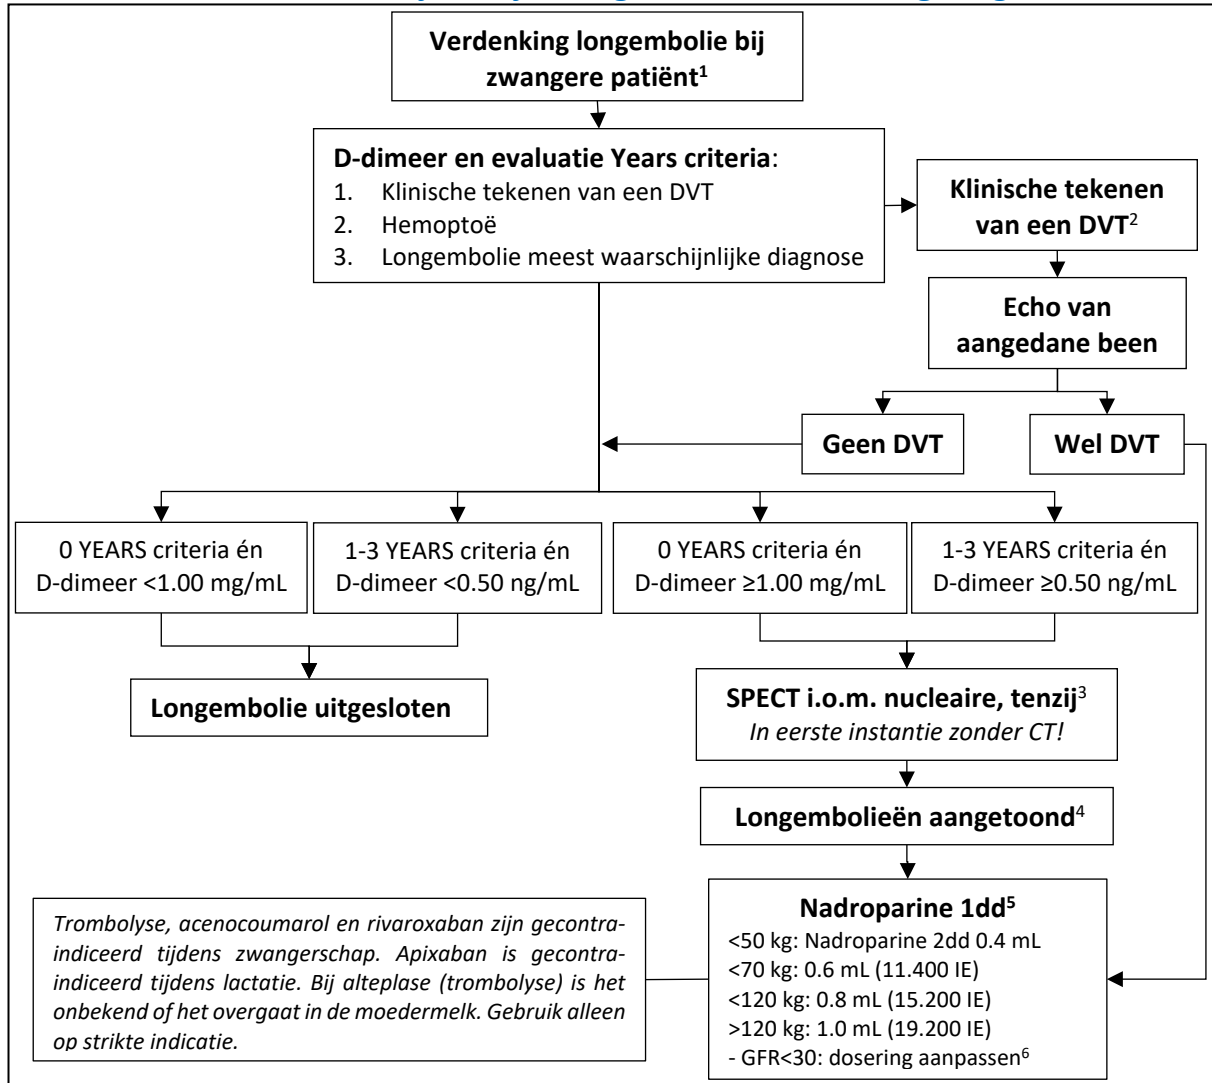 Verdenking longembolie bij
zwangere patiënt¹
D-dimeer en evaluatie Years criteria:
1. Klinische tekenen van een DVT
2. Hemoptoë
3. Longembolie meest waarschijnlijke diagnose
Klinische tekenen
van een DVT²
Echo van
aangedane been
Geen DVT
Wel DVT
0 YEARS criteria én
D-dimeer <1.00 mg/mL
1-3 YEARS criteria én
D-dimeer <0.50 ng/mL
0 YEARS criteria én
D-dimeer ≥1.00 mg/mL
1-3 YEARS criteria én
D-dimeer ≥0.50 ng/mL
Longembolie uitgesloten
SPECT i.o.m. nucleaire, tenzij³
In eerste instantie zonder CT!
Longembolieën aangetoond⁴
Trombolyse, acenocoumarol en rivaroxaban zijn gecontra-
indiceerd tijdens zwangerschap. Apixaban is gecontra-
indiceerd tijdens lactatie. Bij alteplase (trombolyse) is het
onbekend of het overgaat in de moedermelk. Gebruik alleen
op strikte indicatie.
Nadroparine 1dd⁵
<50 kg: Nadroparine 2dd 0.4 mL
<70 kg: 0.6 mL (11.400 IE)
<120 kg: 0.8 mL (15.200 IE)
>120 kg: 1.0 mL (19.200 IE)
- GFR<30: dosering aanpassen⁶